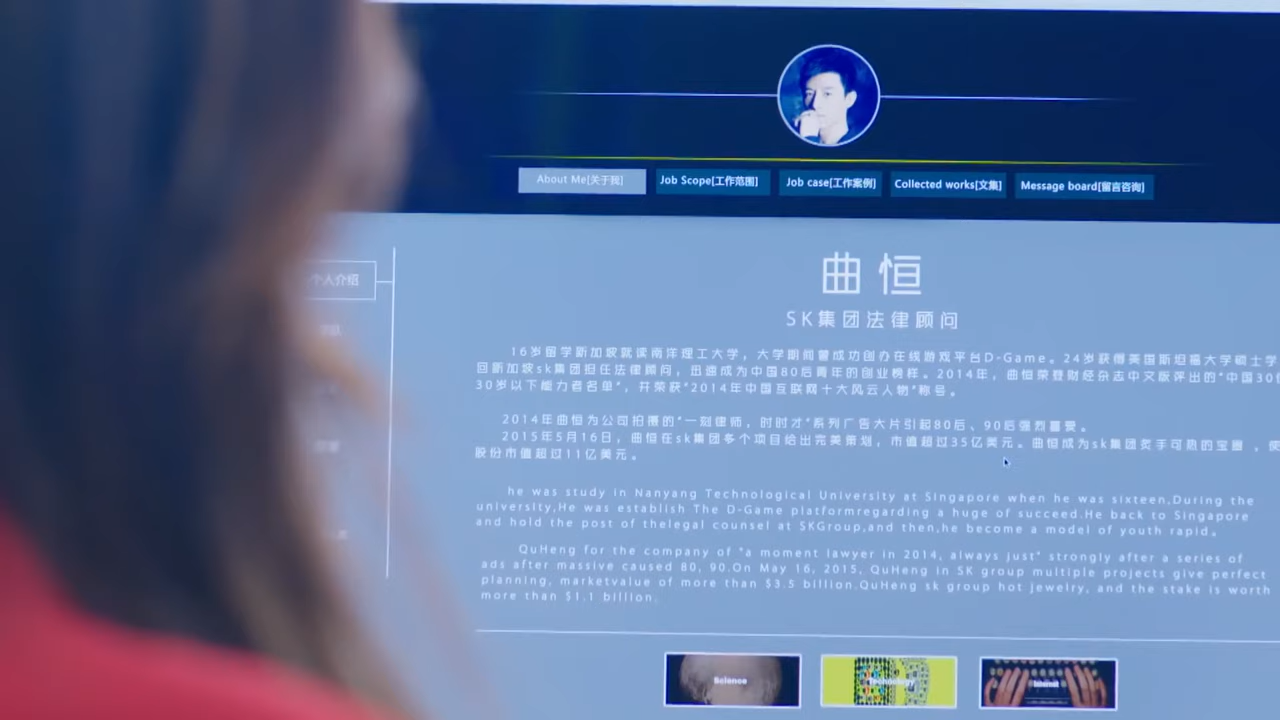 About Me[关于我]
Job Scope[工作范围]
Job case[工作案例]
Collected works[文集]
Message board[留言咨询]
个人介绍
曲恒
SK集团法律顾问
16岁留学新加坡就读南洋理工大学，大学期间曾成功创办在线游戏平台D-Game。24岁获得美国斯坦福大学硕士学
回新加坡sk集团担任法律顾问，迅速成为中国80后青年的创业榜样。2014年，曲恒荣登财经杂志中文版评出的“中国30位
30岁以下能力者名单”，并荣获“2014年中国互联网十大风云人物”称号。
2014年曲恒为公司拍摄的“一刻律师，时时才”系列广告大片引起80后、90后强烈喜爱。
2015年5月16日，曲恒在sk集团多个项目给出完美策划，市值超过35亿美元。曲恒成为sk集团炙手可热的宝玺 ，使
股份市值超过11亿美元。
he was study in Nanyang Technological University at Singapore when he was sixteen,During the
university,He was establish The D-Game platformregarding a huge of succeed.He back to Singapore
and hold the post of thelegal counsel at SKGroup,and then,he become a model of youth rapid。
QuHeng for the company of "a moment lawyer in 2014, always just" strongly after a series of
ads after massive caused 80, 90.On May 16, 2015, QuHeng in SK group multiple projects give perfect
planning, marketvalue of more than $3.5 billion.QuHeng sk group hot jewelry, and the stake is worth
more than $1.1 billion.
Science
Technology
Internet